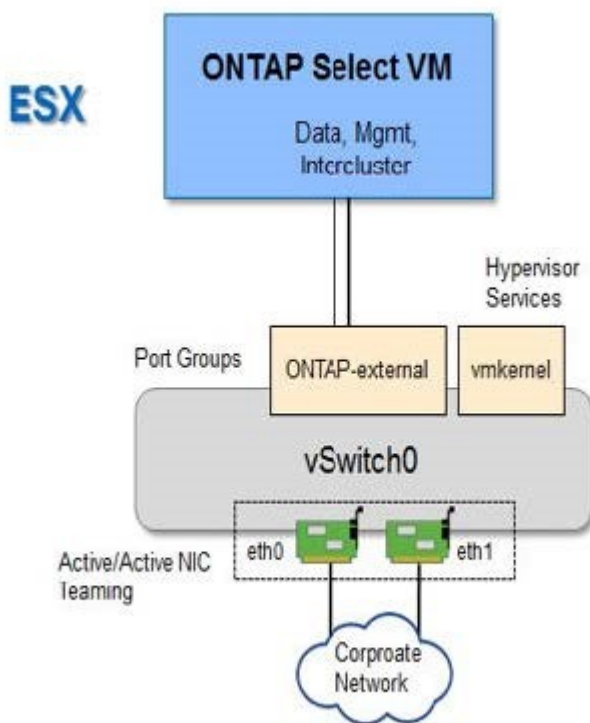 ONTAP Select VM
ESX
Data, Mgmt,
Intercluster
Hypervisor
Services
Port Groups
ONTAP-external
vmkernel
vSwitch0
eth0
eth1
Active/Active NIC
Teaming
Corproate
Network